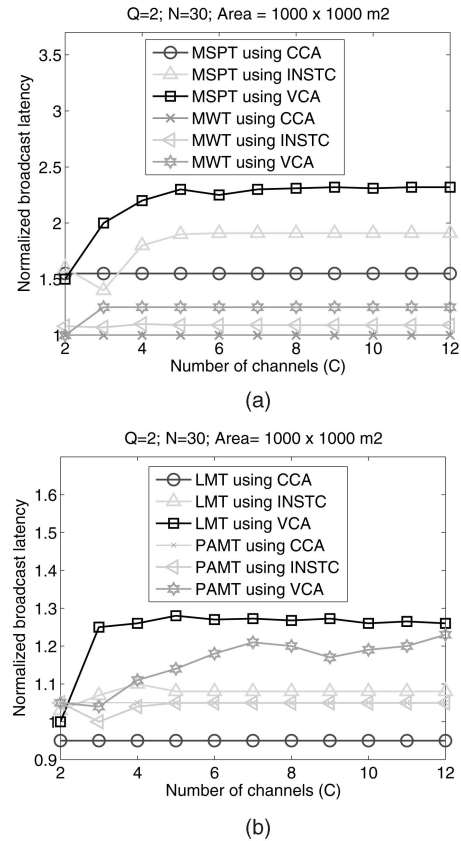 Q=2; N=30; Area = 1000 x 1000 m2
3.5
3
2.5
2
1.5
1
MSPT using CCA
MSPT using INSTC
MSPT using VCA
MWT using CCA
MWT using INSTC
MWT using VCA
Normalized broadcast latency
2 4 6 8 10 12
Number of channels (C)
(a)
Q=2; N=30; Area= 1000 x 1000 m2
1.6
1.5
1.4
1.3
1.2
1.1
1
0.9
LMT using CCA
LMT using INSTC
LMT using VCA
PAMT using CCA
PAMT using INSTC
PAMT using VCA
Normalized broadcast latency
2 4 6 8 10 12
Number of channels (C)
(b)